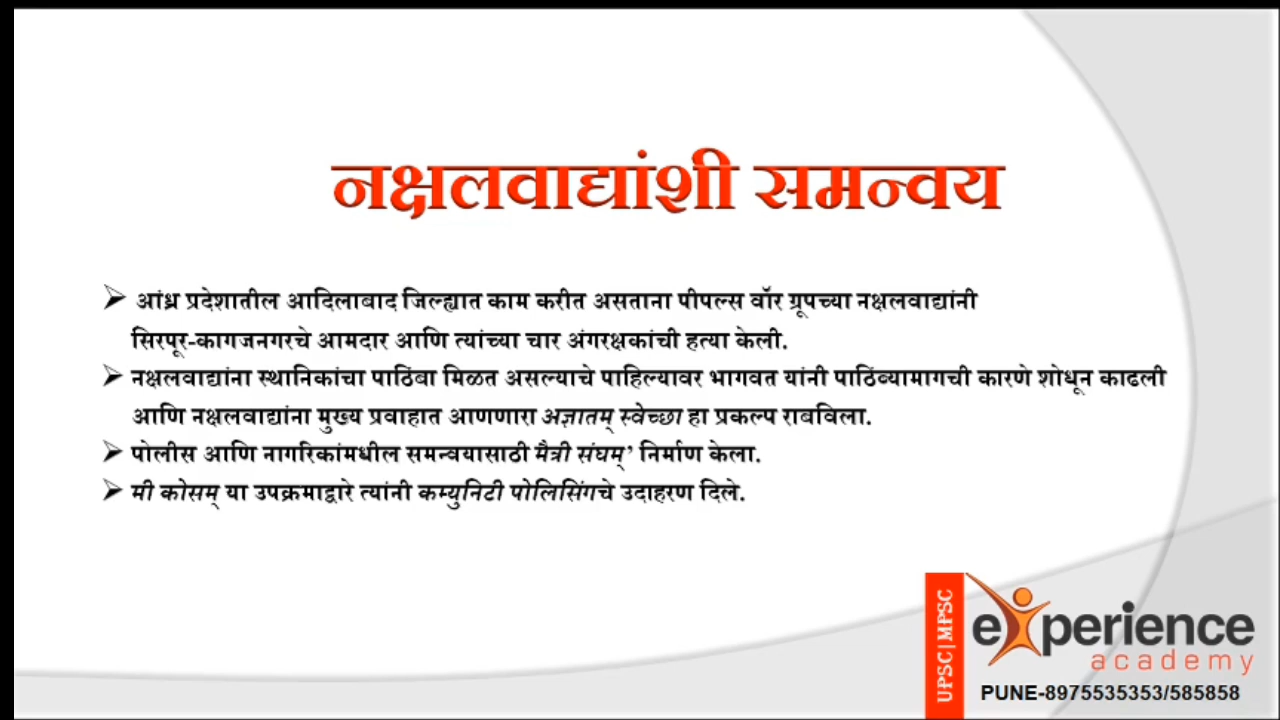 नक्षलवाद्यांशी समन्वय
➢ आंध्र प्रदेशातील आदिलाबाद जिल्ह्यात काम करीत असताना पीपल्स वॉर ग्रूपच्या नक्षलवाद्यांनी
सिरपूर-कागजनगरचे आमदार आणि त्यांच्या चार अंगरक्षकांची हत्या केली.
➢ नक्षलवाद्यांना स्थानिकांचा पाठिंबा मिळत असल्याचे पाहिल्यावर भागवत यांनी पाठिंब्यामागची कारणे शोधून काढली
आणि नक्षलवाद्यांना मुख्य प्रवाहात आणणारा अज्ञातम् स्वेच्छा हा प्रकल्प राबविला.
➢ पोलीस आणि नागरिकांमधील समन्वयासाठी मैत्री संघम्’ निर्माण केला.
➢ मी कोसम् या उपक्रमाद्वारे त्यांनी कम्युनिटी पोलिसिंगचे उदाहरण दिले.
UPSC|MPSC
experience
academy
PUNE-8975535353/585858